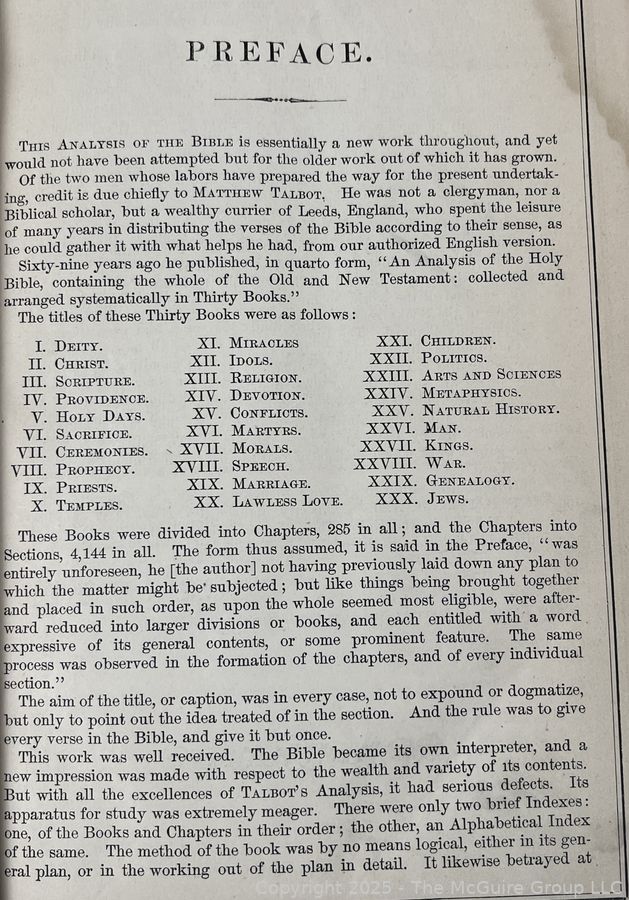 PREFACE.
THIS ANALYSIS OF THE BIBLE is essentially a new work throughout, and yet
would not have been attempted but for the older work out of which it has grown.
Of the two men whose labors have prepared the way for the present undertak-
ing, credit is due chiefly to MATTHEW TALBOT. He was not a clergyman, nor a
Biblical scholar, but a wealthy currier of Leeds, England, who spent the leisure
of many years in distributing the verses of the Bible according to their sense, as
he could gather it with what helps he had, from our authorized English version.
Sixty-nine years ago he published, in quarto form, “An Analysis of the Holy
Bible, containing the whole of the Old and New Testament: collected and
arranged systematically in Thirty Books.”
The titles of these Thirty Books were as follows:
I. DEITY.
II. CHRIST.
III. SCRIPTURE.
IV. PROVIDENCE.
V. HOLY DAYS.
VI. SACRIFICE.
VII. CEREMONIES.
VIII. PROPHECY.
IX. PRIESTS.
X. TEMPLES.
XI. MIRACLES
XII. IDOLS.
XIII. RELIGION.
XIV. DEVOTION.
XV. CONFLICTS.
XVI. MARTYRS.
XVII. MORALS.
XVIII. SPEECH.
XIX. MARRIAGE.
XX. LAWLESS LOVE.
XXI. CHILDREN.
XXII. POLITICS.
XXIII. ARTS AND SCIENCES
XXIV. METAPHYSICS.
XXV. NATURAL HISTORY.
XXVI. MAN.
XXVII. KINGS.
XXVIII. WAR.
XXIX. GENEALOGY.
XXX. JEWS.
These Books were divided into Chapters, 285 in all; and the Chapters into
Sections, 4,144 in all. The form thus assumed, it is said in the Preface, “was
entirely unforeseen, he [the author] not having previously laid down any plan to
which the matter might be subjected; but like things being brought together
and placed in such order, as upon the whole seemed most eligible, were after-
ward reduced into larger divisions or books, and each entitled with a word
expressive of its general contents, or some prominent feature. The same
process was observed in the formation of the chapters, and of every individual
section.”
The aim of the title, or caption, was in every case, not to expound or dogmatize,
but only to point out the idea treated of in the section. And the rule was to give
every verse in the Bible, and give it but once.
This work was well received. The Bible became its own interpreter, and a
new impression was made with respect to the wealth and variety of its contents.
But with all the excellences of TALBOT’S Analysis, it had serious defects. Its
apparatus for study was extremely meager. There were only two brief Indexes:
one, of the Books and Chapters in their order; the other, an Alphabetical Index
of the same. The method of the book was by no means logical, either in its gen-
eral plan, or in the working out of the plan in detail. It likewise betrayed at
Copyright 2025 - The McGuire Group LLC